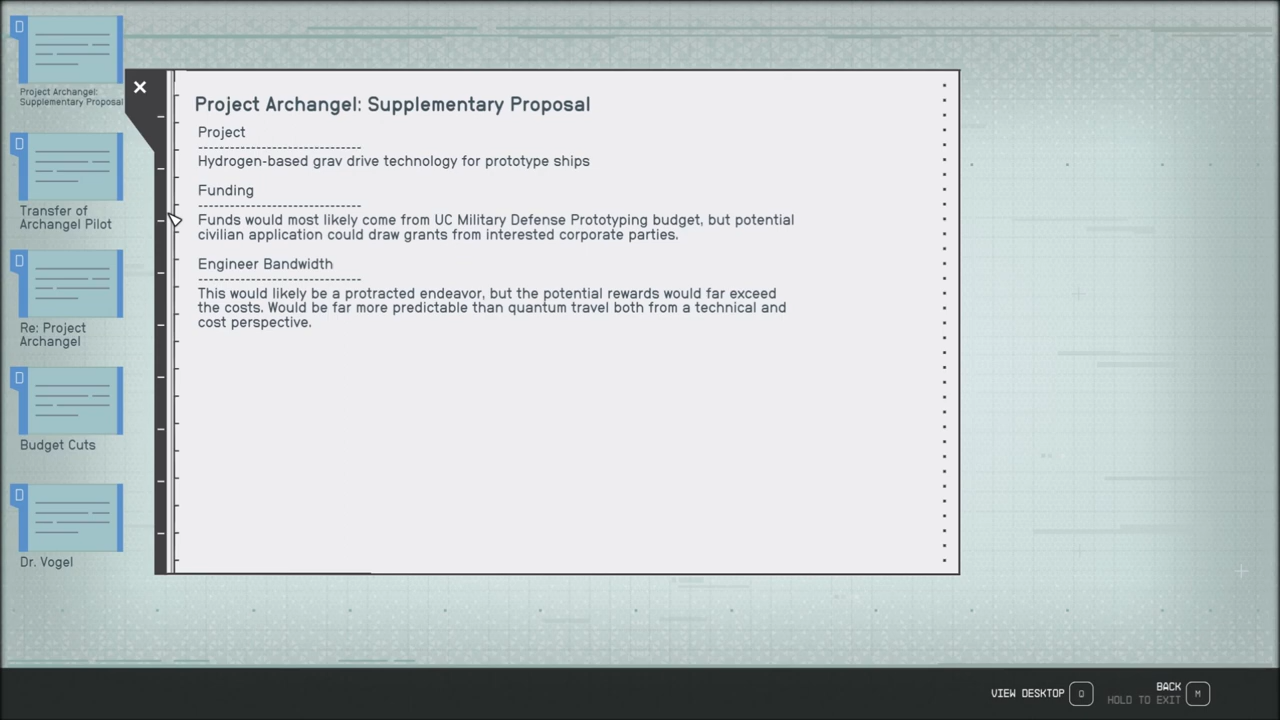 D
Project Archangel:
Supplementary Proposal
D
Transfer of
Archangel Pilot
D
Re: Project
Archangel
D
Budget Cuts
D
Dr. Vogel
Project Archangel: Supplementary Proposal
Project
----------------------------
Hydrogen-based grav drive technology for prototype ships
Funding
----------------------------
Funds would most likely come from UC Military Defense Prototyping budget, but potential
civilian application could draw grants from interested corporate parties.
Engineer Bandwidth
----------------------------
This would likely be a protracted endeavor, but the potential rewards would far exceed
the costs. Would be far more predictable than quantum travel both from a technical and
cost perspective.
VIEW DESKTOP Q
BACK
HOLD TO EXIT M